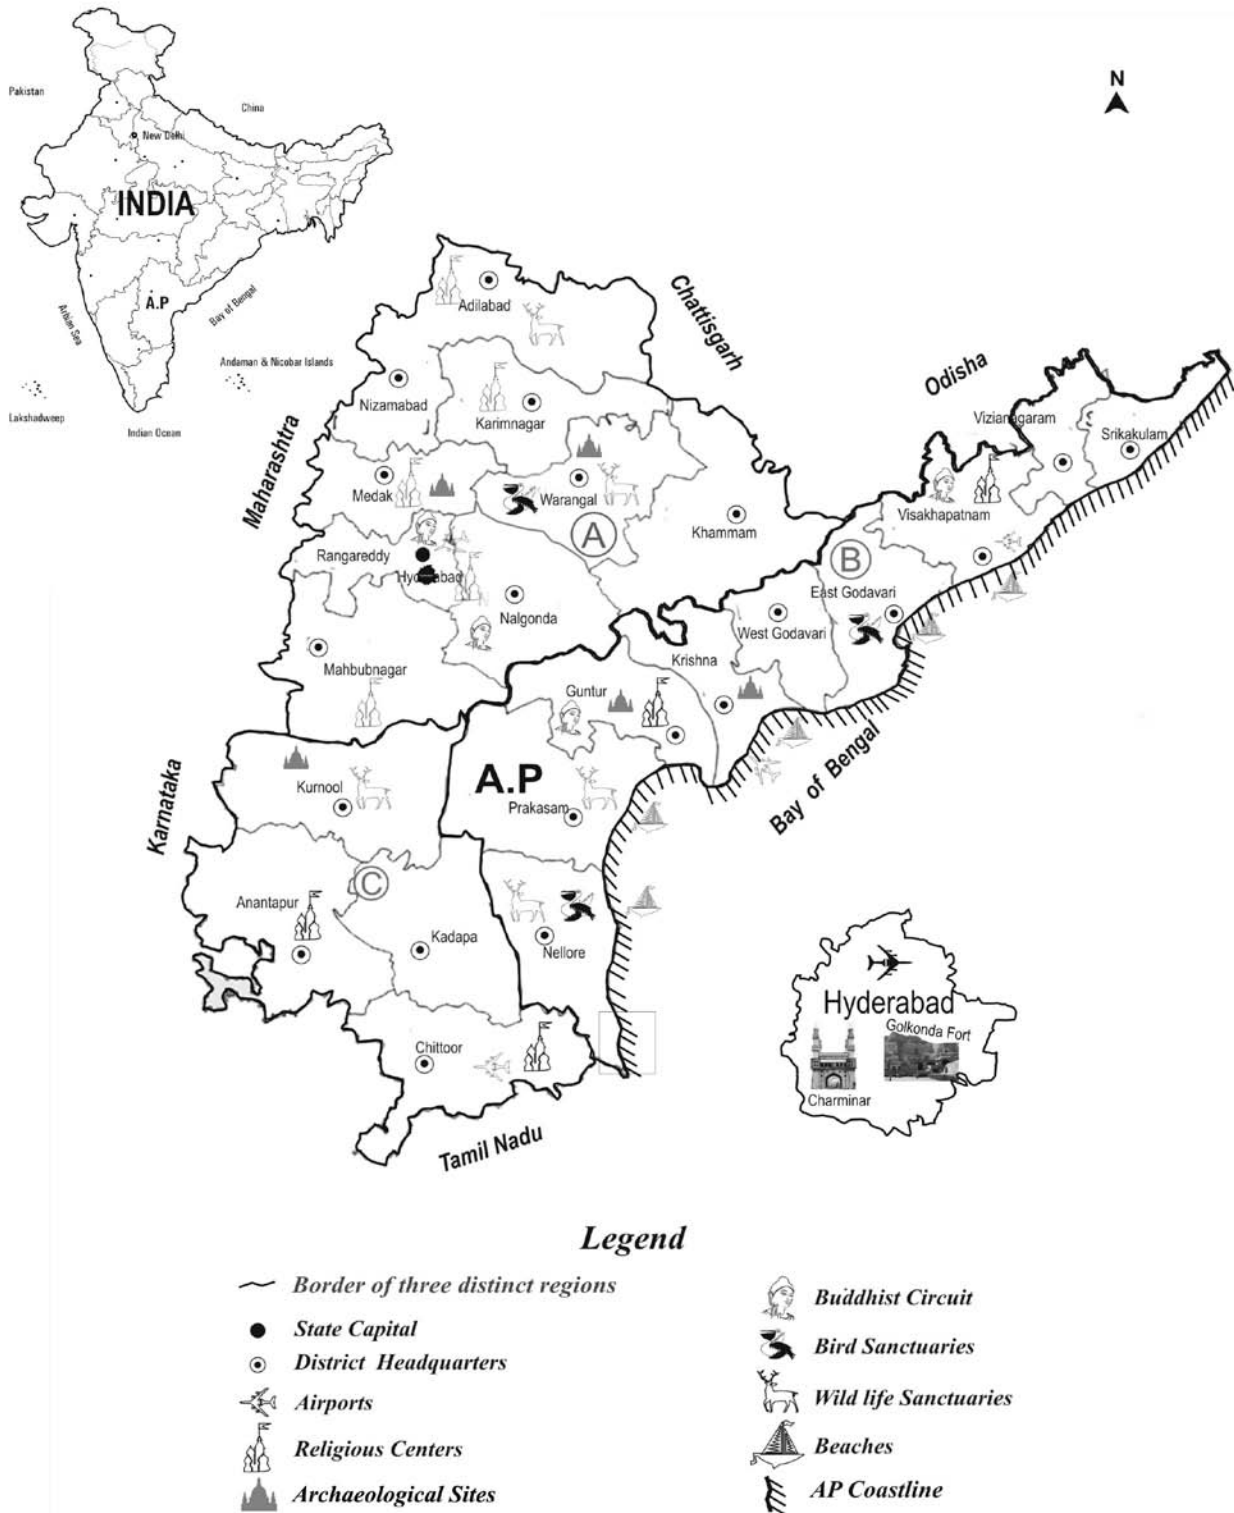 Pakistan
China
New Delhi
INDIA
A.P
Arbian Sea
Bay of Bengal
Andaman & Nicobar Islands
Lakshadweep
Indian Ocean
N
Chattisgarh
Odisha
Maharashtra
Karnataka
Tamil Nadu
Bay of Bengal
Adilabad
Nizamabad
Karimnagar
Medak
Warangal
A
Khammam
Rangareddy
Hyderabad
Nalgonda
Mahbubnagar
Vizianagaram
S
Srikakulam
Visakhapatnam
B
East Godavari
West Godavari
Krishna
Guntur
A.P
Prakasam
Kurnool
C
Anantapur
Kadapa
Nellore
Chittoor
Hyderabad
Golkonda Fort
Charminar
Legend
Border of three distinct regions
State Capital
District Headquarters
Airports
Religious Centers
Archaeological Sites
Buddhist Circuit
Bird Sanctuaries
Wild life Sanctuaries
Beaches
AP Coastline